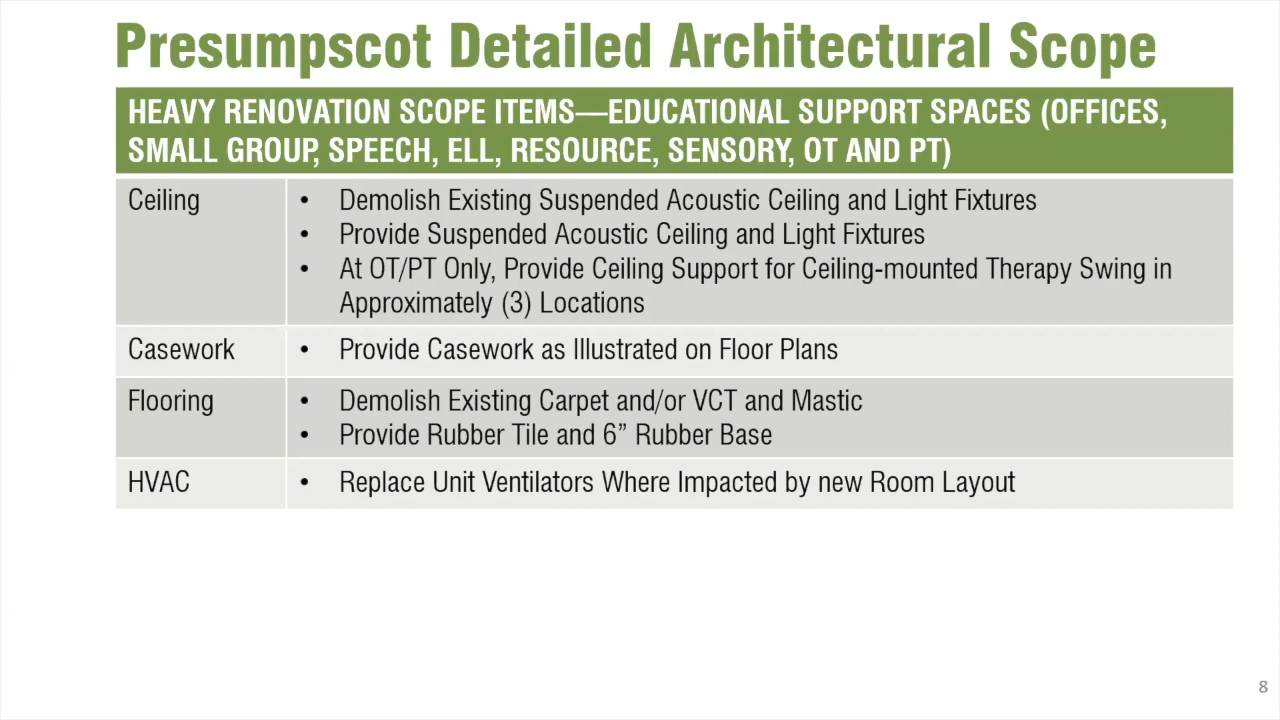 Presumpscot Detailed Architectural Scope
HEAVY RENOVATION SCOPE ITEMS—EDUCATIONAL SUPPORT SPACES (OFFICES,
SMALL GROUP, SPEECH, ELL, RESOURCE, SENSORY, OT AND PT)
Ceiling
• Demolish Existing Suspended Acoustic Ceiling and Light Fixtures
• Provide Suspended Acoustic Ceiling and Light Fixtures
• At OT/PT Only, Provide Ceiling Support for Ceiling-mounted Therapy Swing in
Approximately (3) Locations
Casework
• Provide Casework as Illustrated on Floor Plans
Flooring
• Demolish Existing Carpet and/or VCT and Mastic
• Provide Rubber Tile and 6” Rubber Base
HVAC
• Replace Unit Ventilators Where Impacted by new Room Layout
8